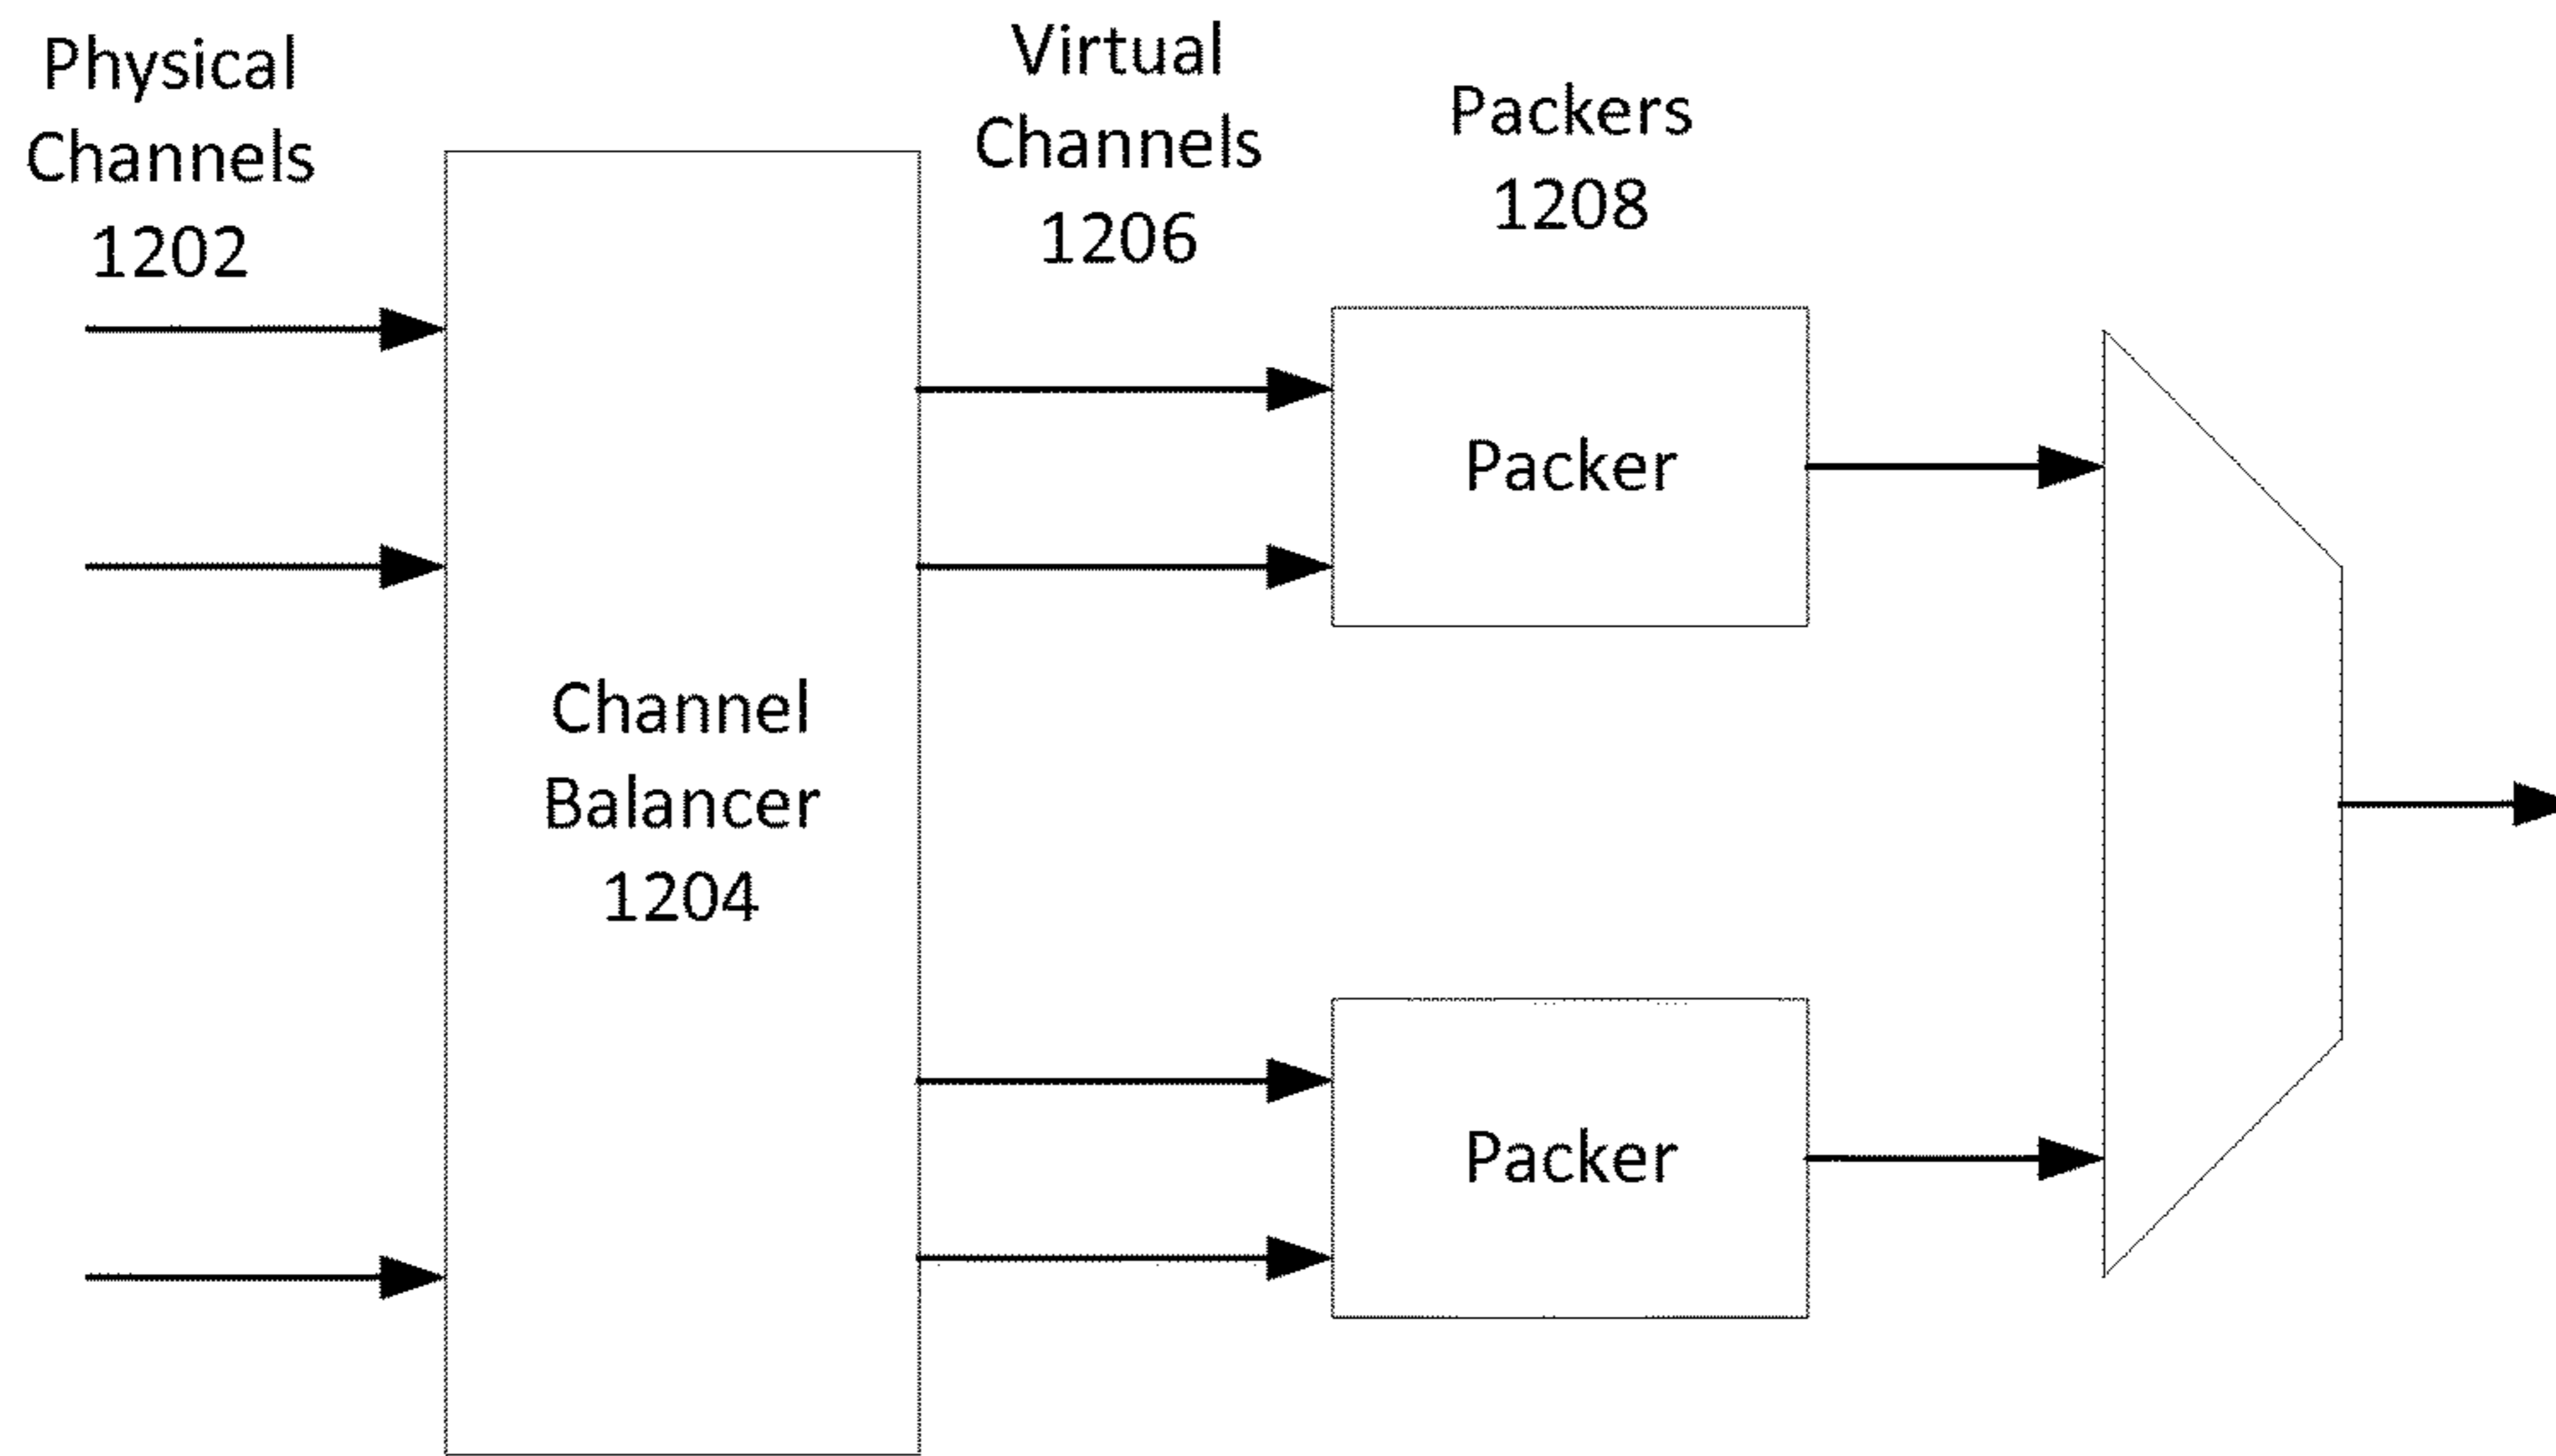 Physical
Channels
1202
Virtual
Channels
1206
Packers
1208
Channel
Balancer
1204
Packer
Packer